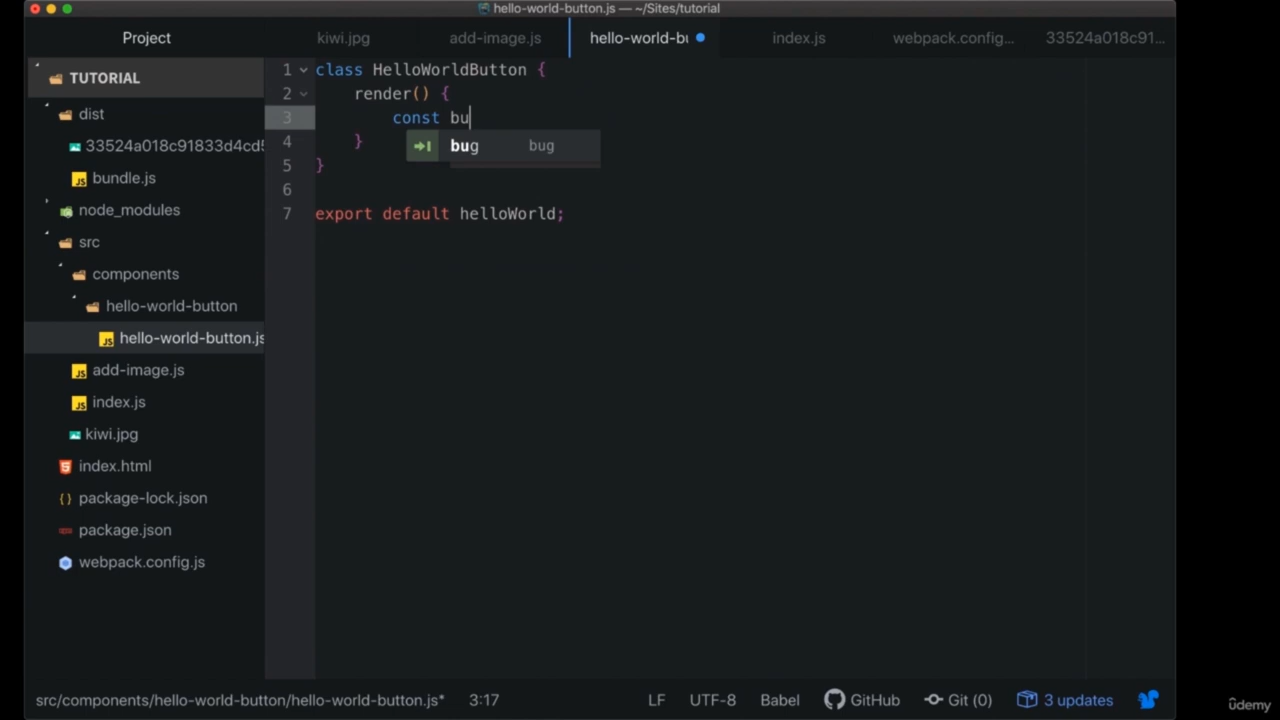 hello-world-button.js — ~/Sites/tutorial
Project
kiwi.jpg
add-image.js
hello-world-bu
index.js
webpack.config...
33524a018c91...
TUTORIAL
dist
33524a018c91833d4cd5
bundle.js
node_modules
src
components
hello-world-button
hello-world-button.js
add-image.js
index.js
kiwi.jpg
index.html
package-lock.json
package.json
webpack.config.js
1 class HelloWorldButton {
2 render() {
3 const bu
bug bug
4 }
5 }
6
7 export default helloWorld;
src/components/hello-world-button/hello-world-button.js* 3:17
LF UTF-8 Babel GitHub Git (0) 3 updates
udemy